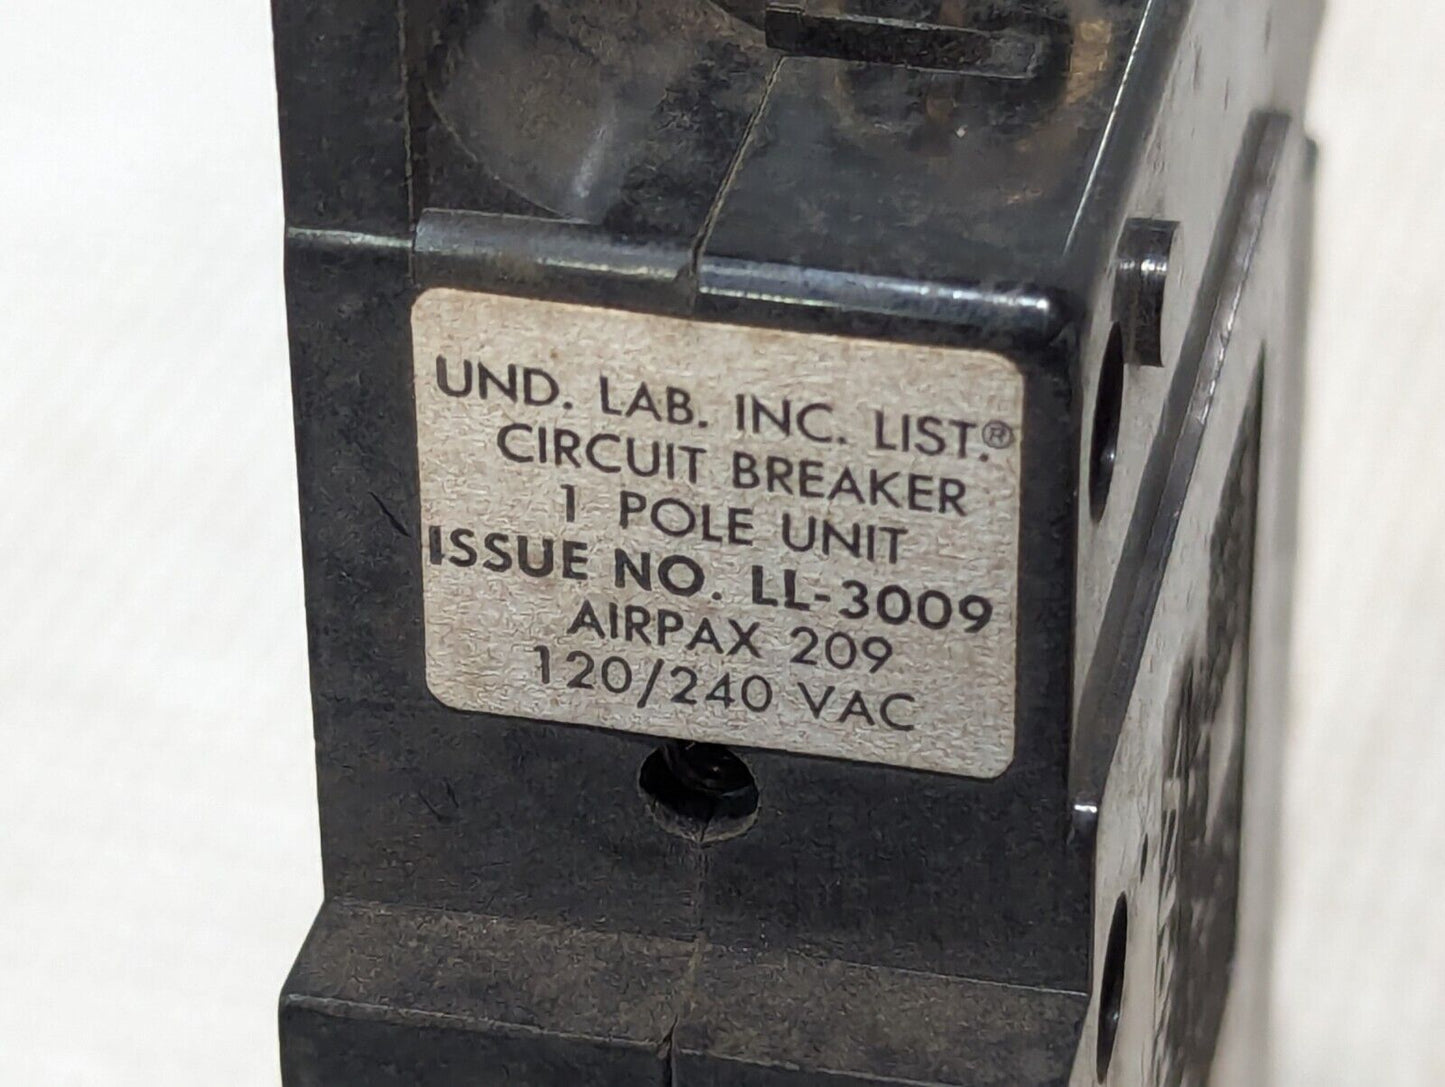 UND. LAB. INC. LIST.®
CIRCUIT BREAKER
1 POLE UNIT
ISSUE NO. LL-3009
AIRPAX 209
120/240 VAC